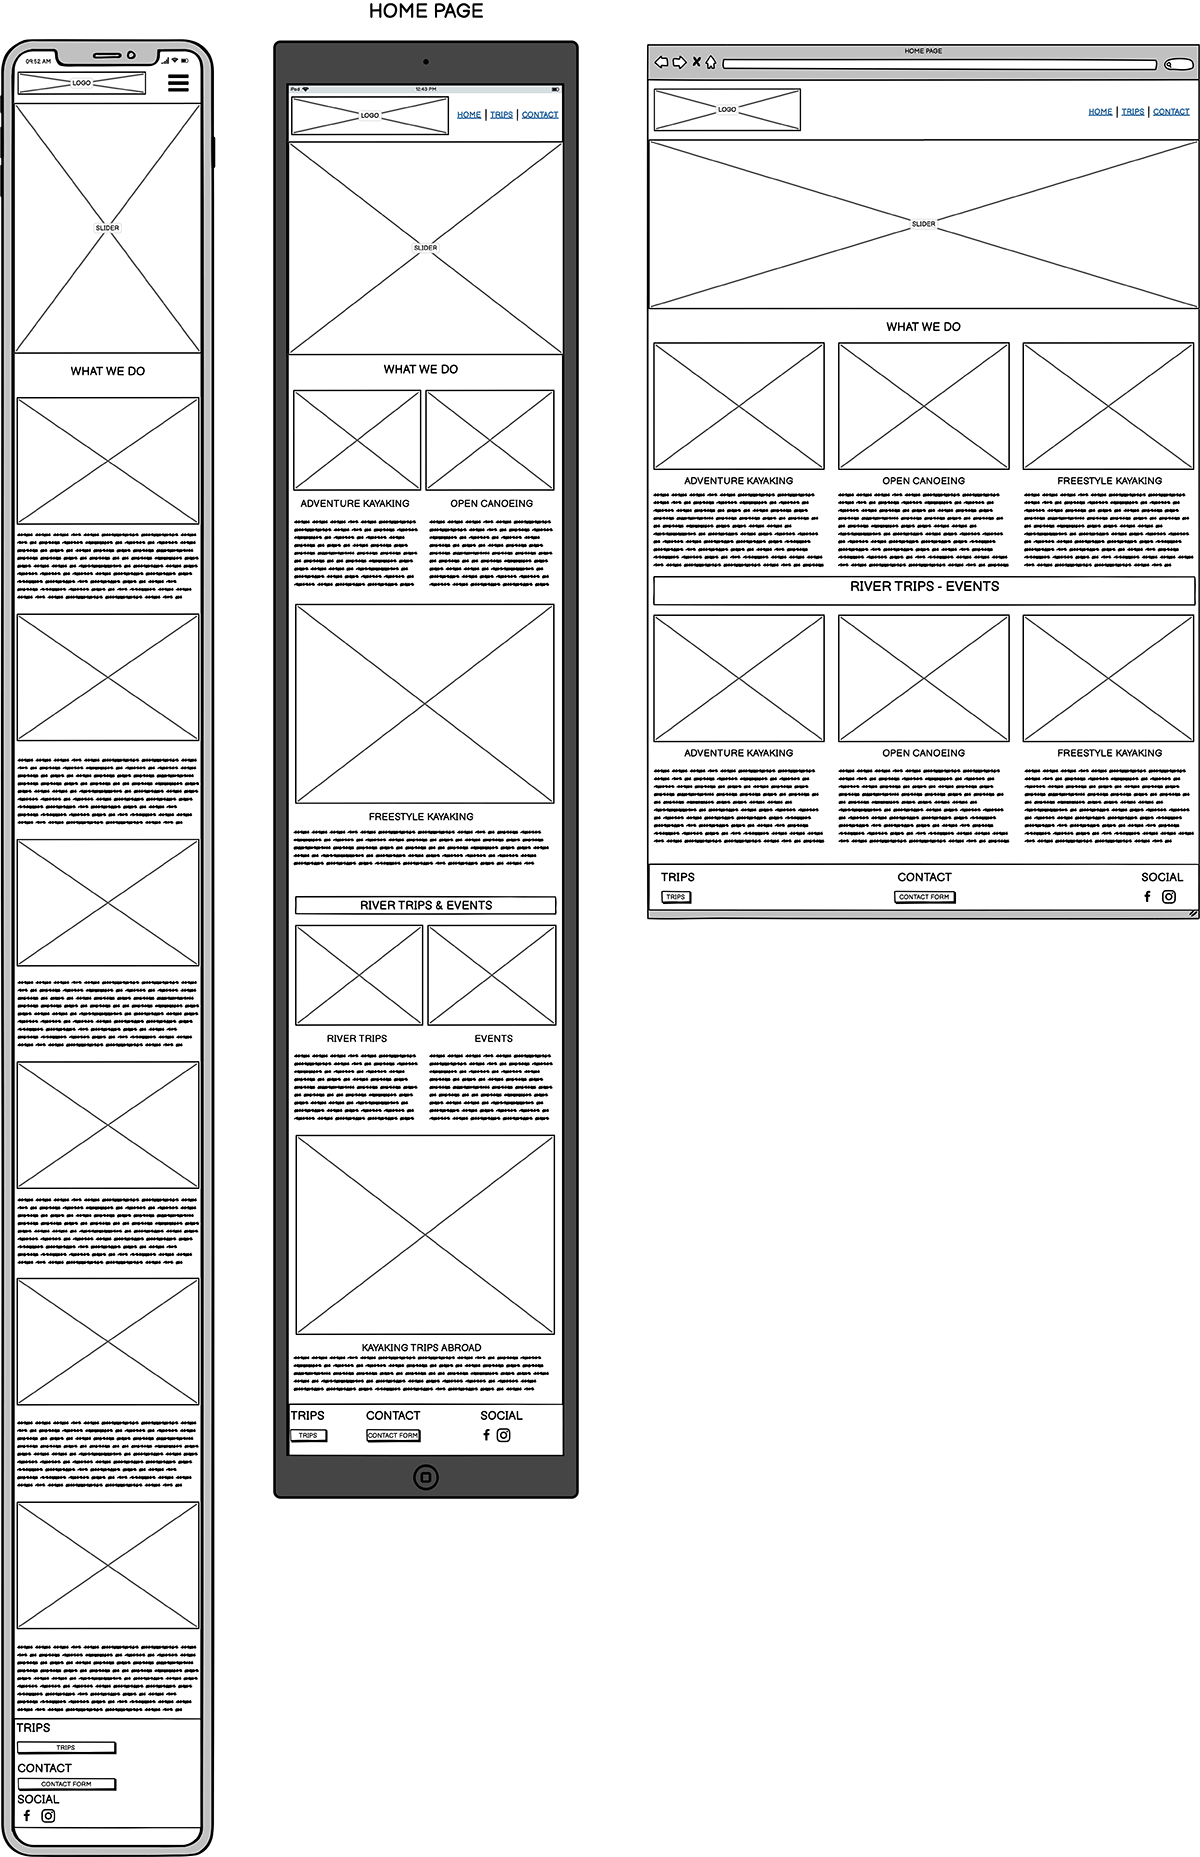 HOME PAGE
09:52 AM
LOGO
SLIDER
WHAT WE DO
TRIPS
TRIPS
CONTACT
CONTACT FORM
SOCIAL
iPad
12:43 PM
LOGO
HOME | TRIPS | CONTACT
SLIDER
WHAT WE DO
ADVENTURE KAYAKING
OPEN CANOEING
FREESTYLE KAYAKING
RIVER TRIPS & EVENTS
RIVER TRIPS
EVENTS
KAYAKING TRIPS ABROAD
TRIPS CONTACT SOCIAL
TRIPS CONTACT FORM
HOME PAGE
LOGO
HOME | TRIPS | CONTACT
SLIDER
WHAT WE DO
ADVENTURE KAYAKING OPEN CANOEING FREESTYLE KAYAKING
RIVER TRIPS - EVENTS
ADVENTURE KAYAKING OPEN CANOEING FREESTYLE KAYAKING
TRIPS CONTACT SOCIAL
TRIPS CONTACT FORM